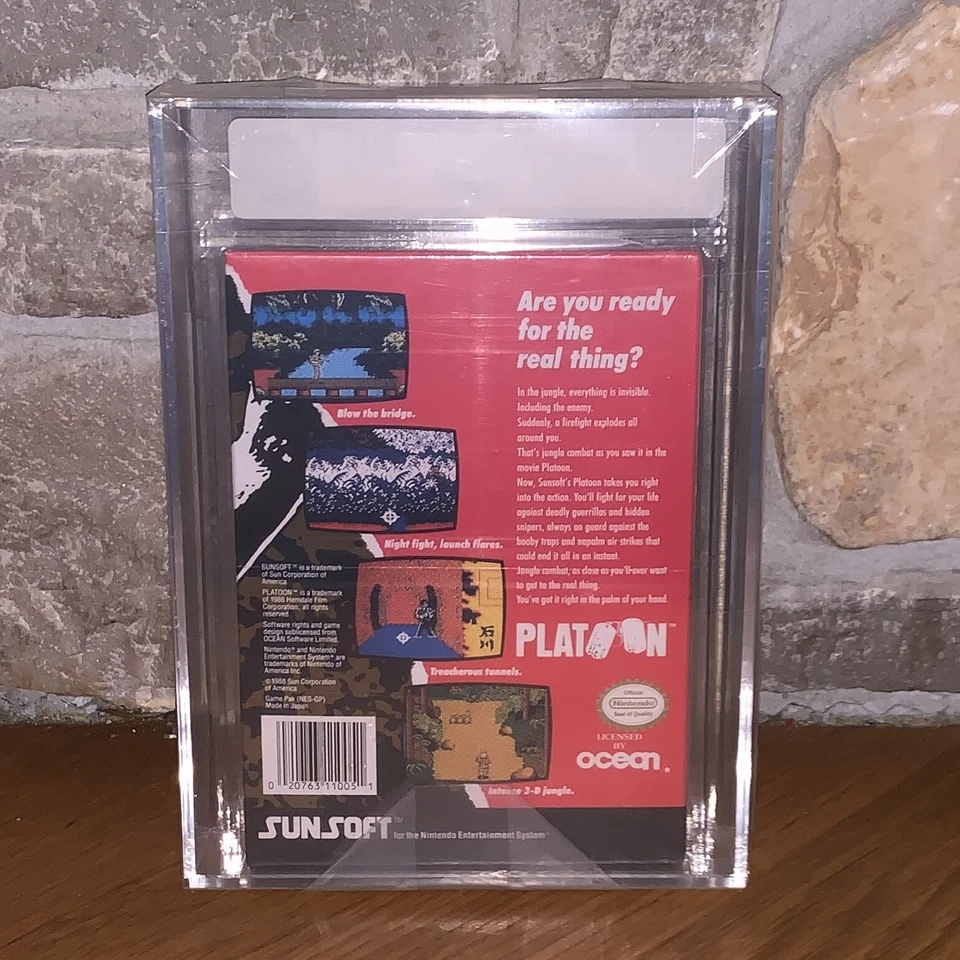 Are you ready
for the
real thing?
In the jungle, everything is invisible.
Including the enemy.
Suddenly, a firefight explodes all
around you.
That's jungle combat as you saw it in the
movie Platoon.
Now, Sunsoft's Platoon takes you right
into the action. You'll fight for your life
against deadly guerrillas and hidden
snipers, always on guard against the
booby traps and napalm air strikes that
could end it all in an instant.
Jungle combat, as close as you'll ever want
to get to the real thing.
You've got it right in the palm of your hand.
PLATOON™
Blow the bridge.
Night fight, launch flares.
石
川
Treacherous tunnels.
Intense 3-D jungle.
SUNSOFT™ is a trademark
of Sun Corporation of
America.
PLATOON™ is a trademark
of 1986 Hemdale Film
Corporation, all rights
reserved.
Software rights and game
design sublicensed from
OCEAN Software Limited.
Nintendo® and Nintendo
Entertainment System® are
trademarks of Nintendo of
America Inc.
©1988 Sun Corporation
of America
Game Pak (NES-GP)
Made in Japan
0 20763 11005 1
Official
Nintendo
Seal of Quality
LICENSED
BY
ocean®
SUNSOFT™ for the Nintendo Entertainment System™